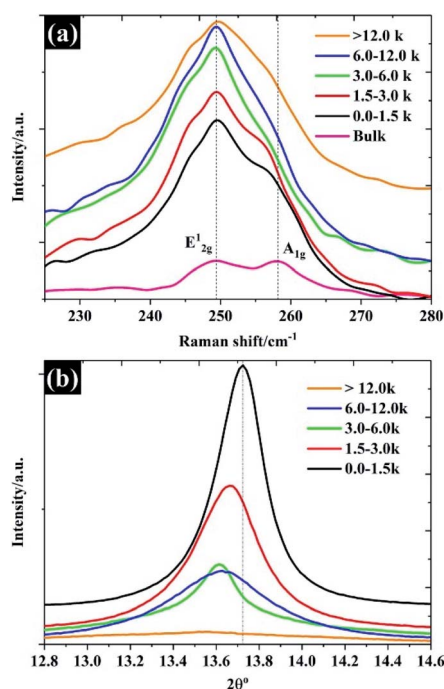 (a)
>12.0 k
6.0-12.0 k
3.0-6.0 k
1.5-3.0 k
0.0-1.5 k
Bulk
Intensity/a.u.
E¹2g
A1g
230 240 250 260 270 280
Raman shift/cm⁻¹
(b)
> 12.0k
6.0-12.0k
3.0-6.0k
1.5-3.0k
0.0-1.5k
Intensity/a.u.
12.8 13.0 13.2 13.4 13.6 13.8 14.0 14.2 14.4 14.6
2θº